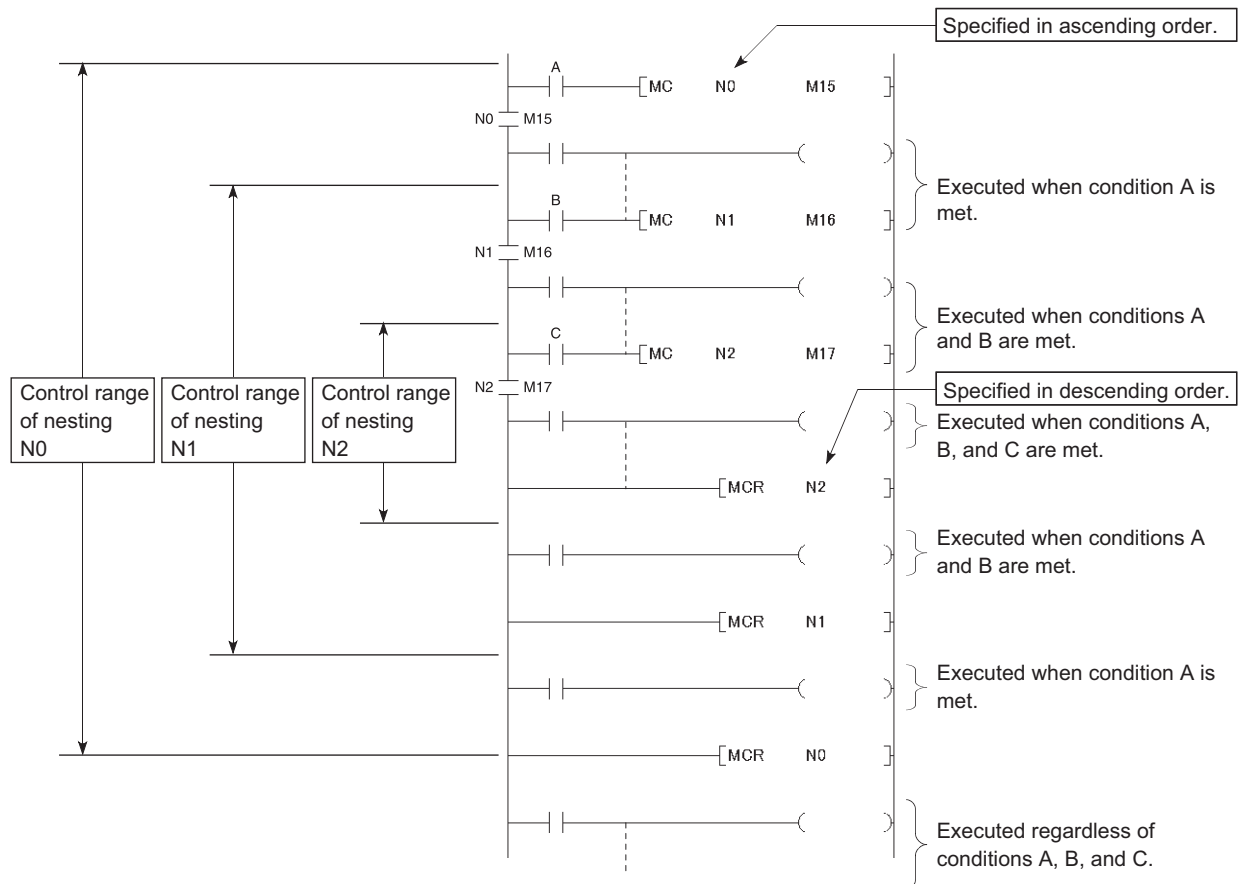 Specified in ascending order.
A
MC N0 M15
N0 M15
Executed when condition A is
met.
B
MC N1 M16
N1 M16
Executed when conditions A
and B are met.
C
MC N2 M17
N2 M17
Specified in descending order.
Control range
of nesting
N0
Control range
of nesting
N1
Control range
of nesting
N2
Executed when conditions A,
B, and C are met.
MCR N2
Executed when conditions A
and B are met.
MCR N1
Executed when condition A is
met.
MCR N0
Executed regardless of
conditions A, B, and C.